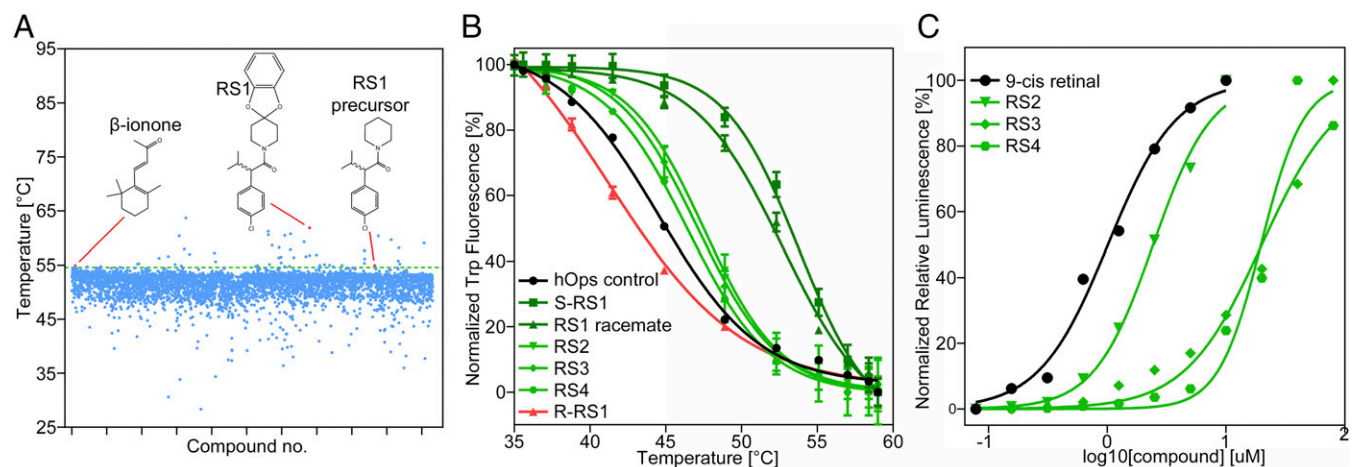 A
95
85
75
65
55
45
35
25
Temperature [°C]
Compound no.
β-ionone
RS1
RS1
precursor
O
O
O
N
O
Cl
N
O
Cl
B
100
80
60
40
20
0
Normalized Trp Fluorescence [%]
hOps control
S-RS1
RS1 racemate
RS2
RS3
RS4
R-RS1
35
40
45
50
55
60
Temperature [°C]
C
100
80
60
40
20
0
Normalized Relative Luminescence [%]
9-cis retinal
RS2
RS3
RS4
-1
0
1
2
log10[compound] [uM]